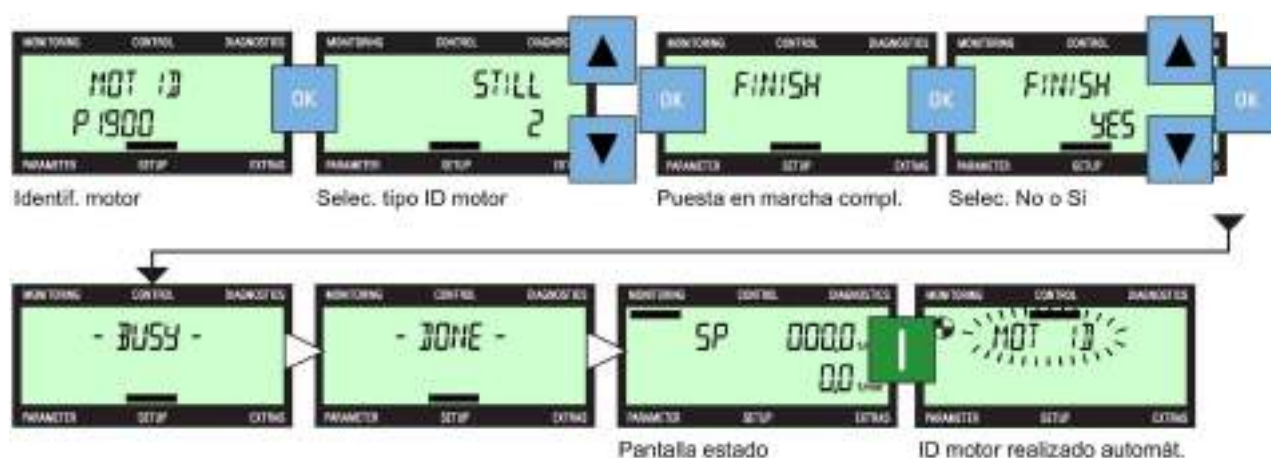 MONITORING CONTROL DIAGNOSTICS
MOT ID
P1900
PARAMETER SETUP EXTRAS
OK
MONITORING CONTROL
STILL
2
PARAMETER SETUP
OK
MONITORING CONTROL DIAGNOSTICS
FINISH
PARAMETER SETUP EXTRAS
OK
MONITORING CONTROL
FINISH
YES
PARAMETER SETUP
OK
Identif. motor
Selec. tipo ID motor
Puesta en marcha compl.
Selec. No o Sí
MONITORING CONTROL DIAGNOSTICS
- BUSY -
PARAMETER SETUP EXTRAS
MONITORING CONTROL DIAGNOSTICS
- DONE -
PARAMETER SETUP EXTRAS
MONITORING CONTROL DIAGNOSTICS
SP 000,0
0,0
PARAMETER SETUP EXTRAS
MONITORING CONTROL DIAGNOSTICS
MOT ID
PARAMETER SETUP EXTRAS
Pantalla estado
ID motor realizado automát.